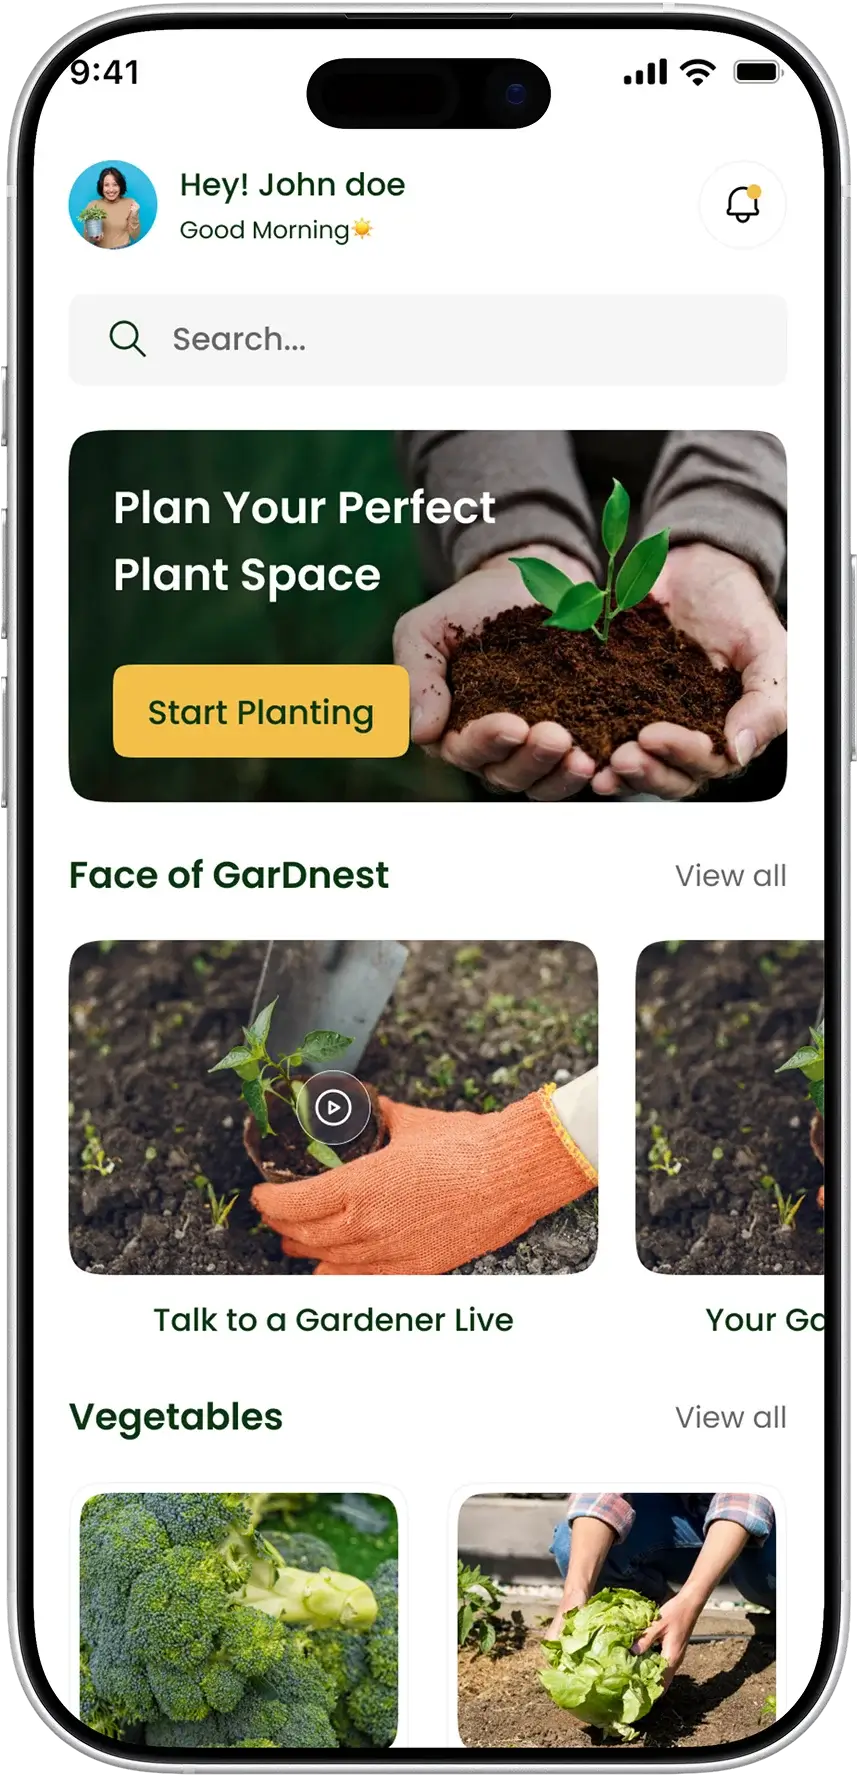 9:41
Hey! John doe
Good Morning☀️
Search...
Plan Your Perfect
Plant Space
Start Planting
Face of GarDnest
View all
Talk to a Gardener Live
Your Ga
Vegetables
View all